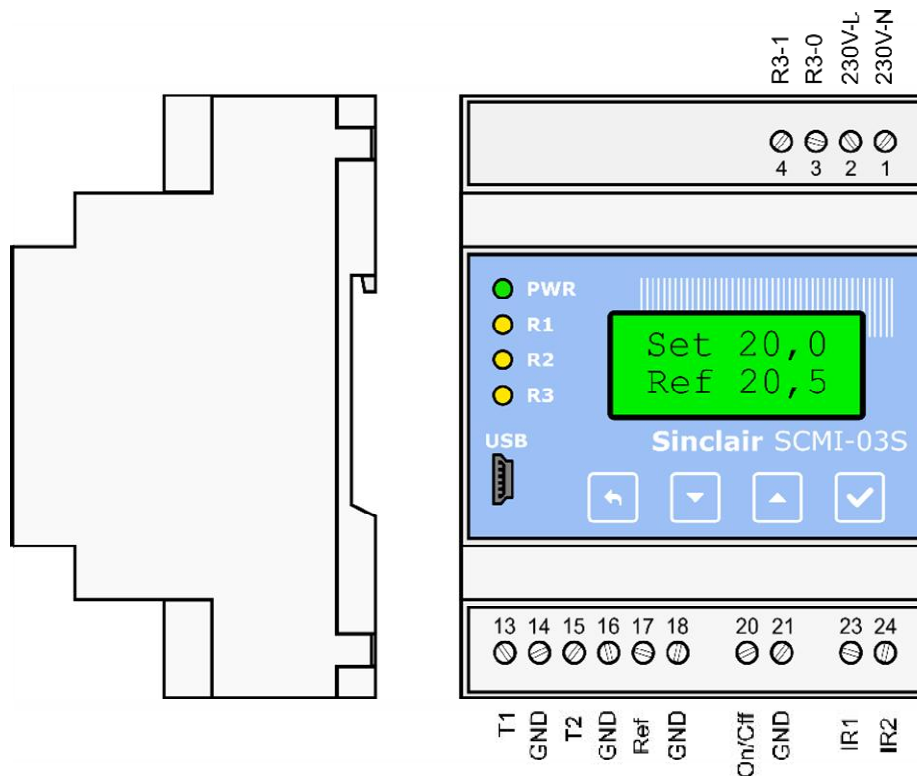 R3-1 R3-0 230V-L 230V-N
4 3 2 1
PWR
R1
R2
R3
Set 20,0
Ref 20,5
USB
Sinclair SCMI-03S
13 14 15 16 17 18 20 21 23 24
T1 GND T2 GND Ref GND On/Off GND IR1 IR2